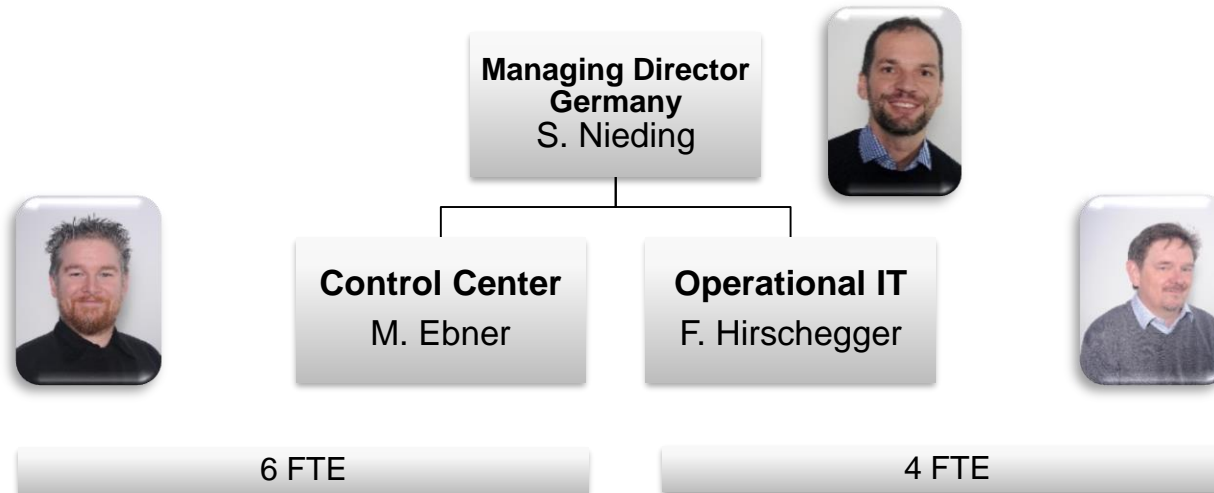 Managing Director
Germany
S. Nieding
Control Center
M. Ebner
Operational IT
F. Hirschegger
6 FTE
4 FTE